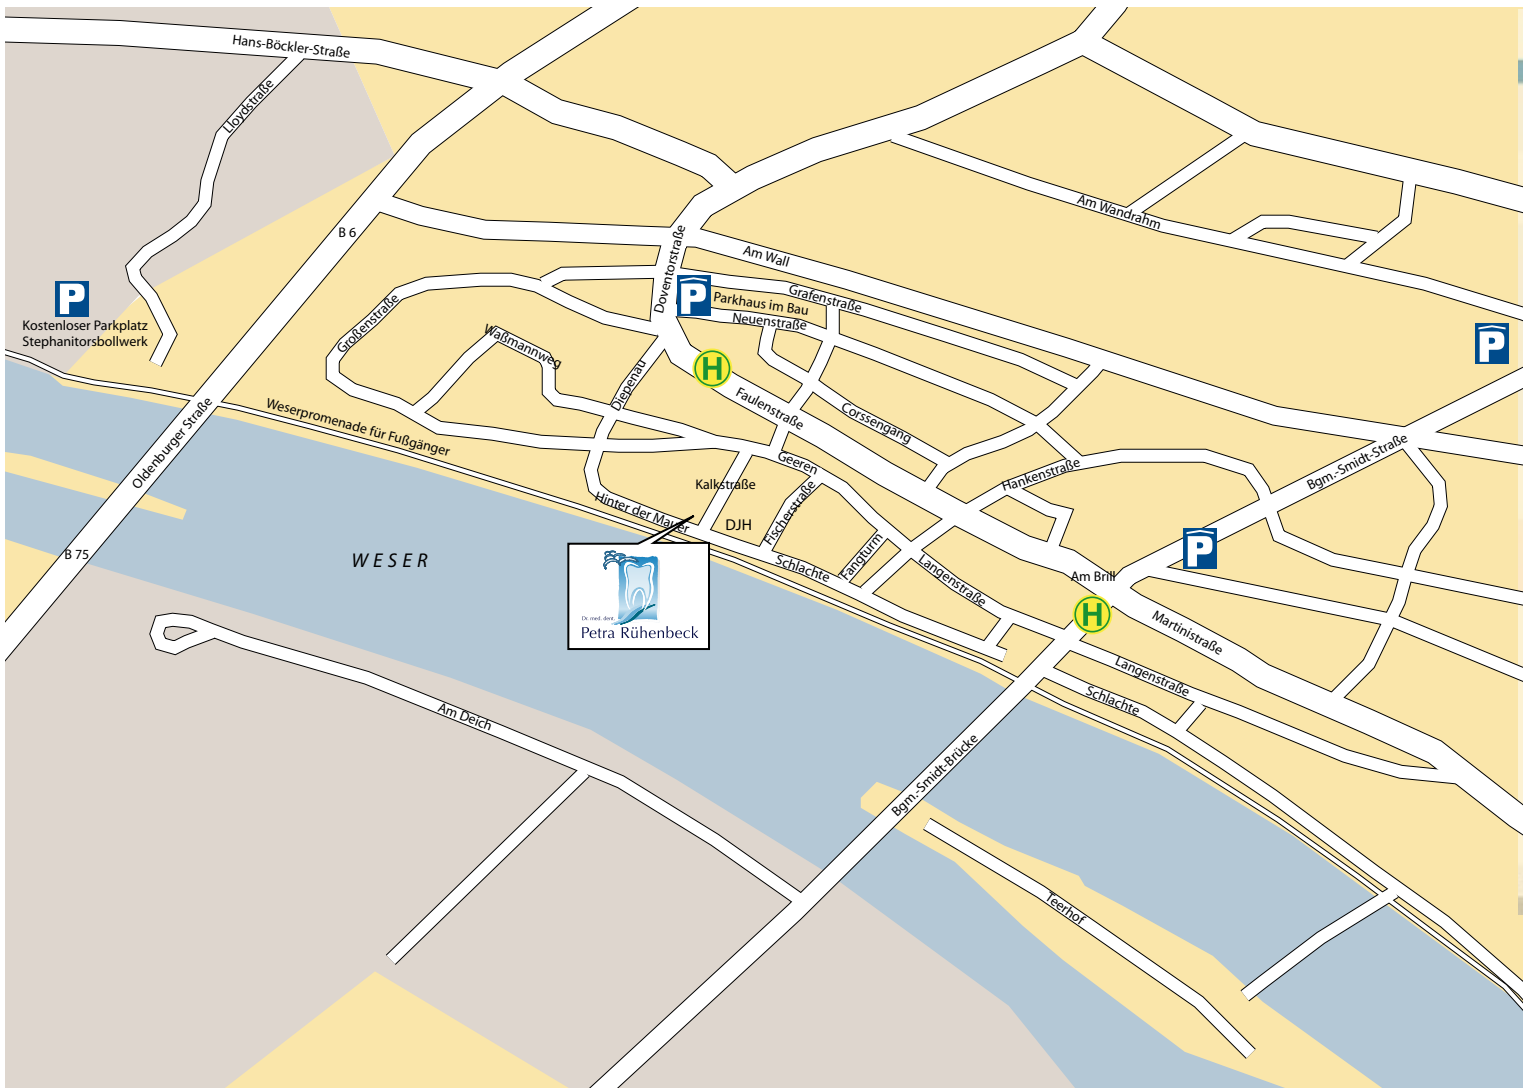 Hans-Böckler-Straße
Lloydstraße
B 6
Am Wandrahm
Am Wall
Doventorstraße
P
Kostenloser Parkplatz
Stephanitorsbollwerk
P
Parkhaus im Bau
Grafenstraße
Neuenstraße
Großenstraße
Waßmannweg
Diepenau
H
Faulenstraße
Corssengang
P
Weserpromenade für Fußgänger
Oldenburger Straße
Geeren
Hankenstraße
Bgm.-Smidt-Straße
Kalkstraße
Hinter der Mauer
DJH
Fischerstraße
Fangturm
Schlachte
Langenstraße
P
B 75
WESER
Am Brill
H
Martinistraße
Dr. med. dent.
Petra Rühenbeck
Langenstraße
Schlachte
Am Deich
Bgm.-Smidt-Brücke
Teerhof